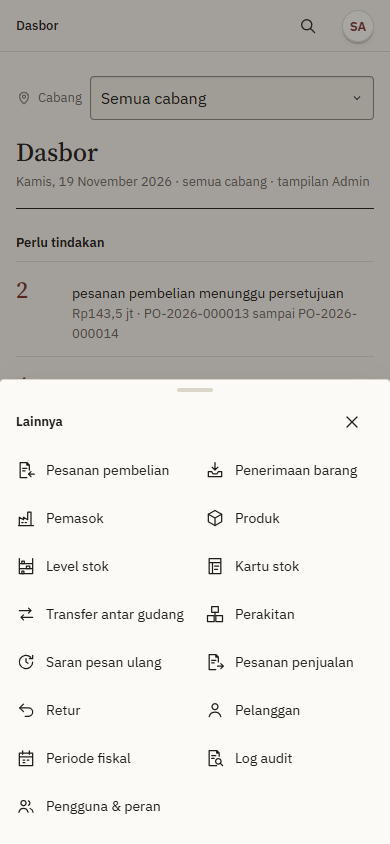 Dasbor
SA
Cabang
Semua cabang
Dasbor
Kamis, 19 November 2026 · semua cabang · tampilan Admin
Perlu tindakan
2
pesanan pembelian menunggu persetujuan
Rp143,5 jt · PO-2026-000013 sampai PO-2026-
000014
Lainnya
Pesanan pembelian
Penerimaan barang
Pemasok
Produk
Level stok
Kartu stok
Transfer antar gudang
Perakitan
Saran pesan ulang
Pesanan penjualan
Retur
Pelanggan
Periode fiskal
Log audit
Pengguna & peran